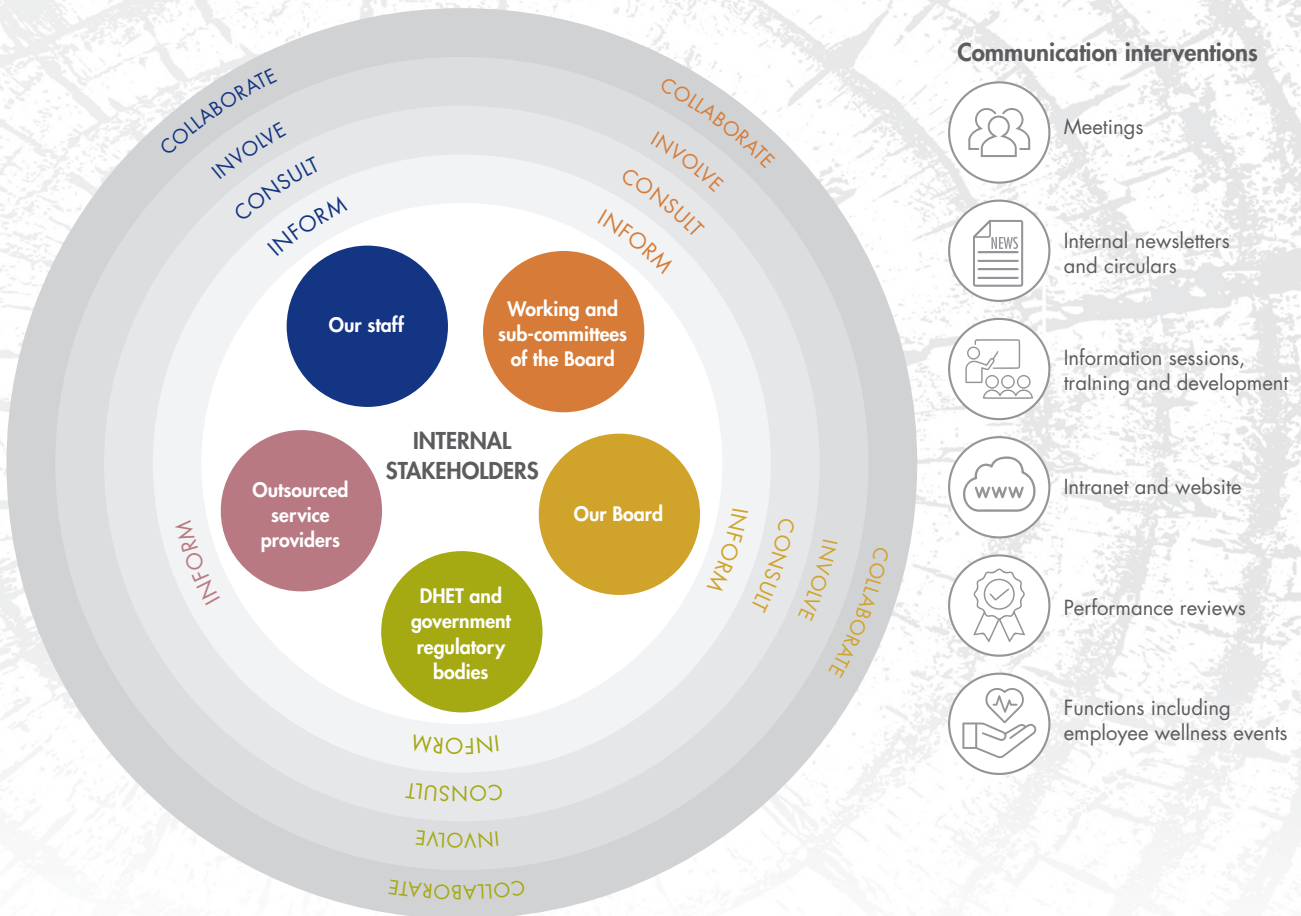 Communication interventions
COLLABORATE
INVOLVE
CONSULT
INFORM
COLLABORATE
INVOLVE
CONSULT
INFORM
Our staff
Working and
sub-committees
of the Board
INTERNAL
STAKEHOLDERS
Outsourced
service
providers
Our Board
DHET and
government
regulatory
bodies
INFORM
INFORM
CONSULT
INVOLVE
COLLABORATE
INFORM
CONSULT
INVOLVE
COLLABORATE
Meetings
NEWS
Internal newsletters
and circulars
Information sessions,
tralning and development
www
Intranet and website
Performance reviews
Functions including
employee wellness events